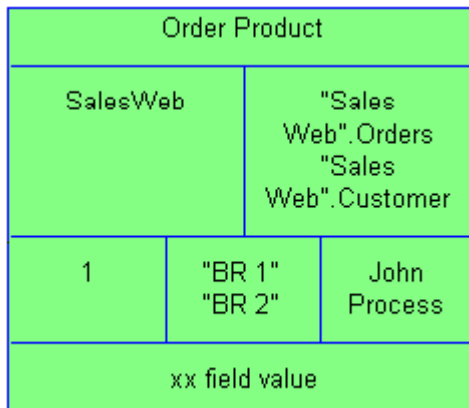 Order Product
SalesWeb
"Sales
Web".Orders
"Sales
Web".Customer
1
"BR 1"
"BR 2"
John
Process
xx field value